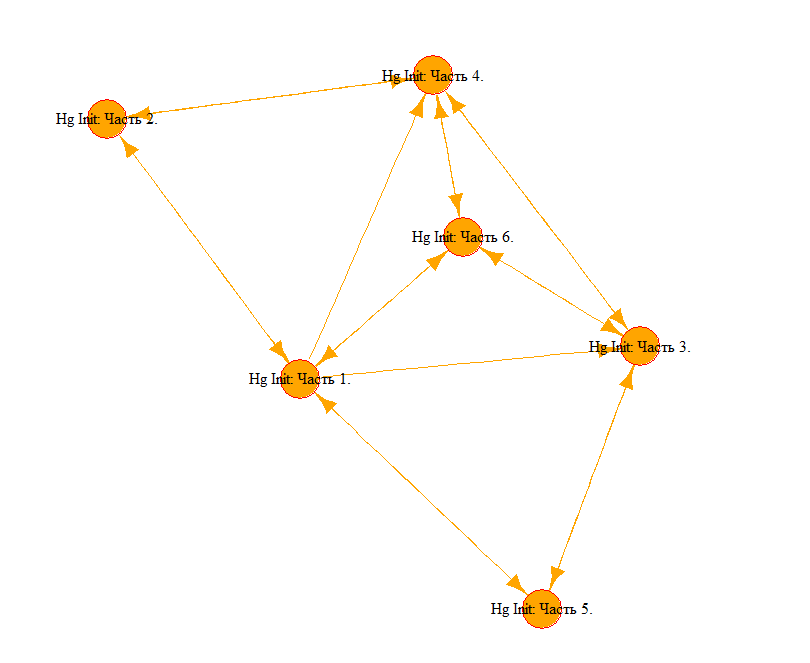 Hg Init: Часть 4.
Hg Init: Часть 2.
Hg Init: Часть 6.
Hg Init: Часть 3.
Hg Init: Часть 1.
Hg Init: Часть 5.